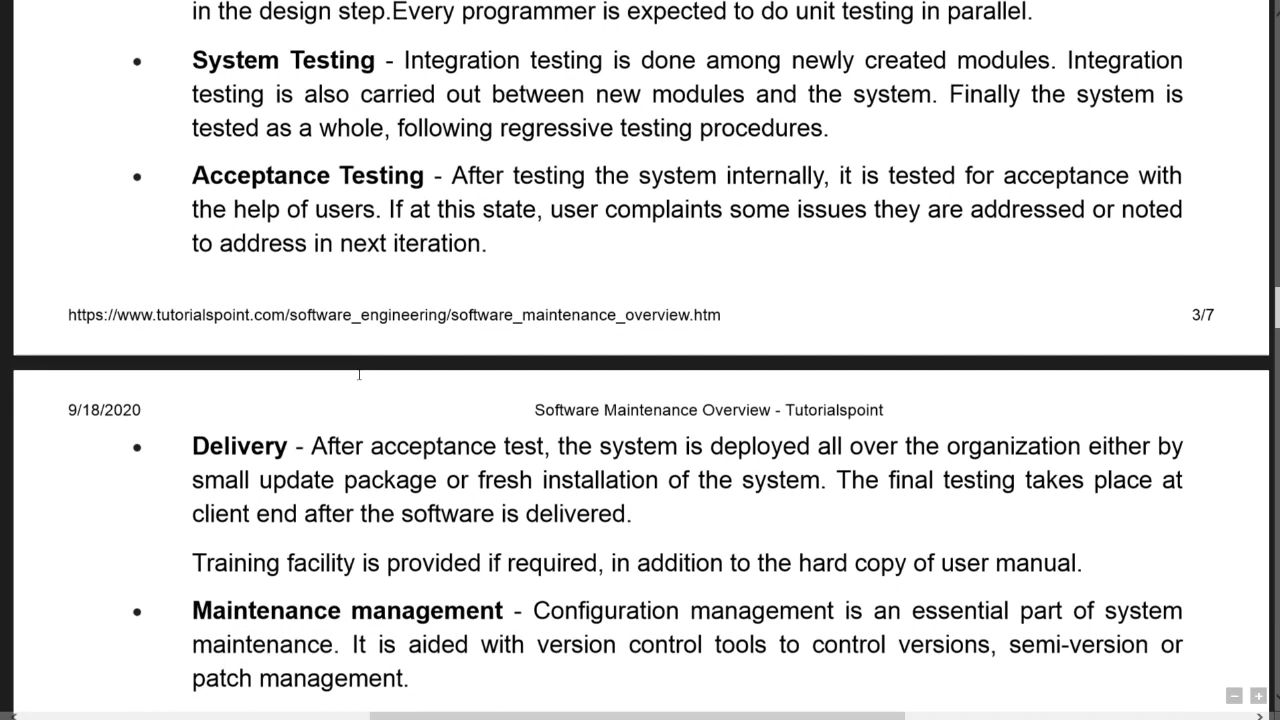 in the design step.Every programmer is expected to do unit testing in parallel.
• System Testing - Integration testing is done among newly created modules. Integration
testing is also carried out between new modules and the system. Finally the system is
tested as a whole, following regressive testing procedures.
• Acceptance Testing - After testing the system internally, it is tested for acceptance with
the help of users. If at this state, user complaints some issues they are addressed or noted
to address in next iteration.
https://www.tutorialspoint.com/software_engineering/software_maintenance_overview.htm 3/7
9/18/2020 Software Maintenance Overview - Tutorialspoint
• Delivery - After acceptance test, the system is deployed all over the organization either by
small update package or fresh installation of the system. The final testing takes place at
client end after the software is delivered.
Training facility is provided if required, in addition to the hard copy of user manual.
• Maintenance management - Configuration management is an essential part of system
maintenance. It is aided with version control tools to control versions, semi-version or
patch management.